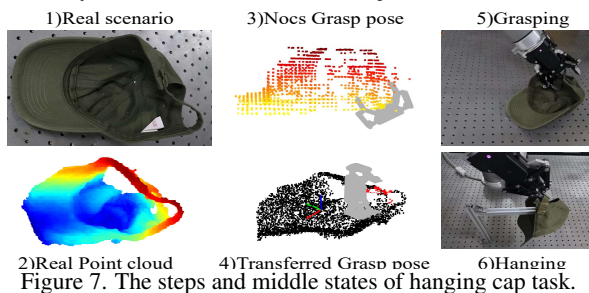 1)Real scenario 3)Nocs Grasp pose 5)Grasping
2)Real Point cloud 4)Transferred Grasp pose 6)Hanging
Figure 7. The steps and middle states of hanging cap task.